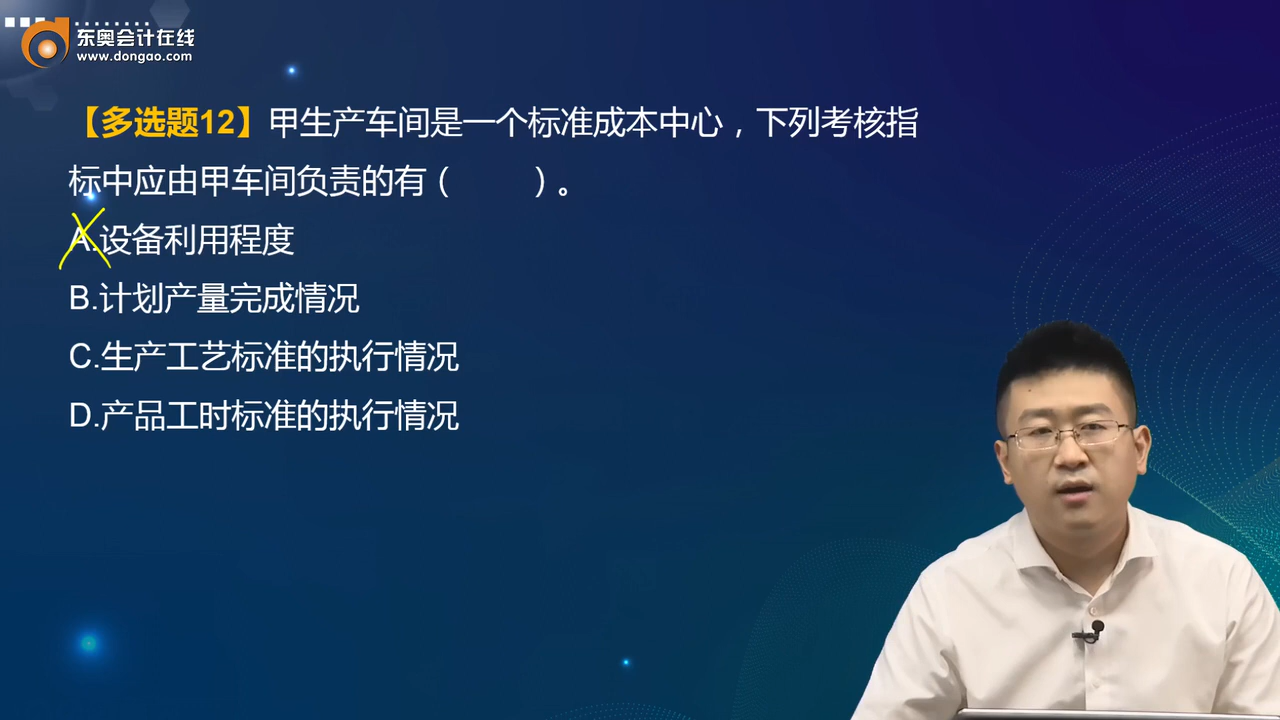 东奥会计在线
www.dongao.com
【多选题12】甲生产车间是一个标准成本中心，下列考核指
标中应由甲车间负责的有（　　）。
A.设备利用程度
B.计划产量完成情况
C.生产工艺标准的执行情况
D.产品工时标准的执行情况